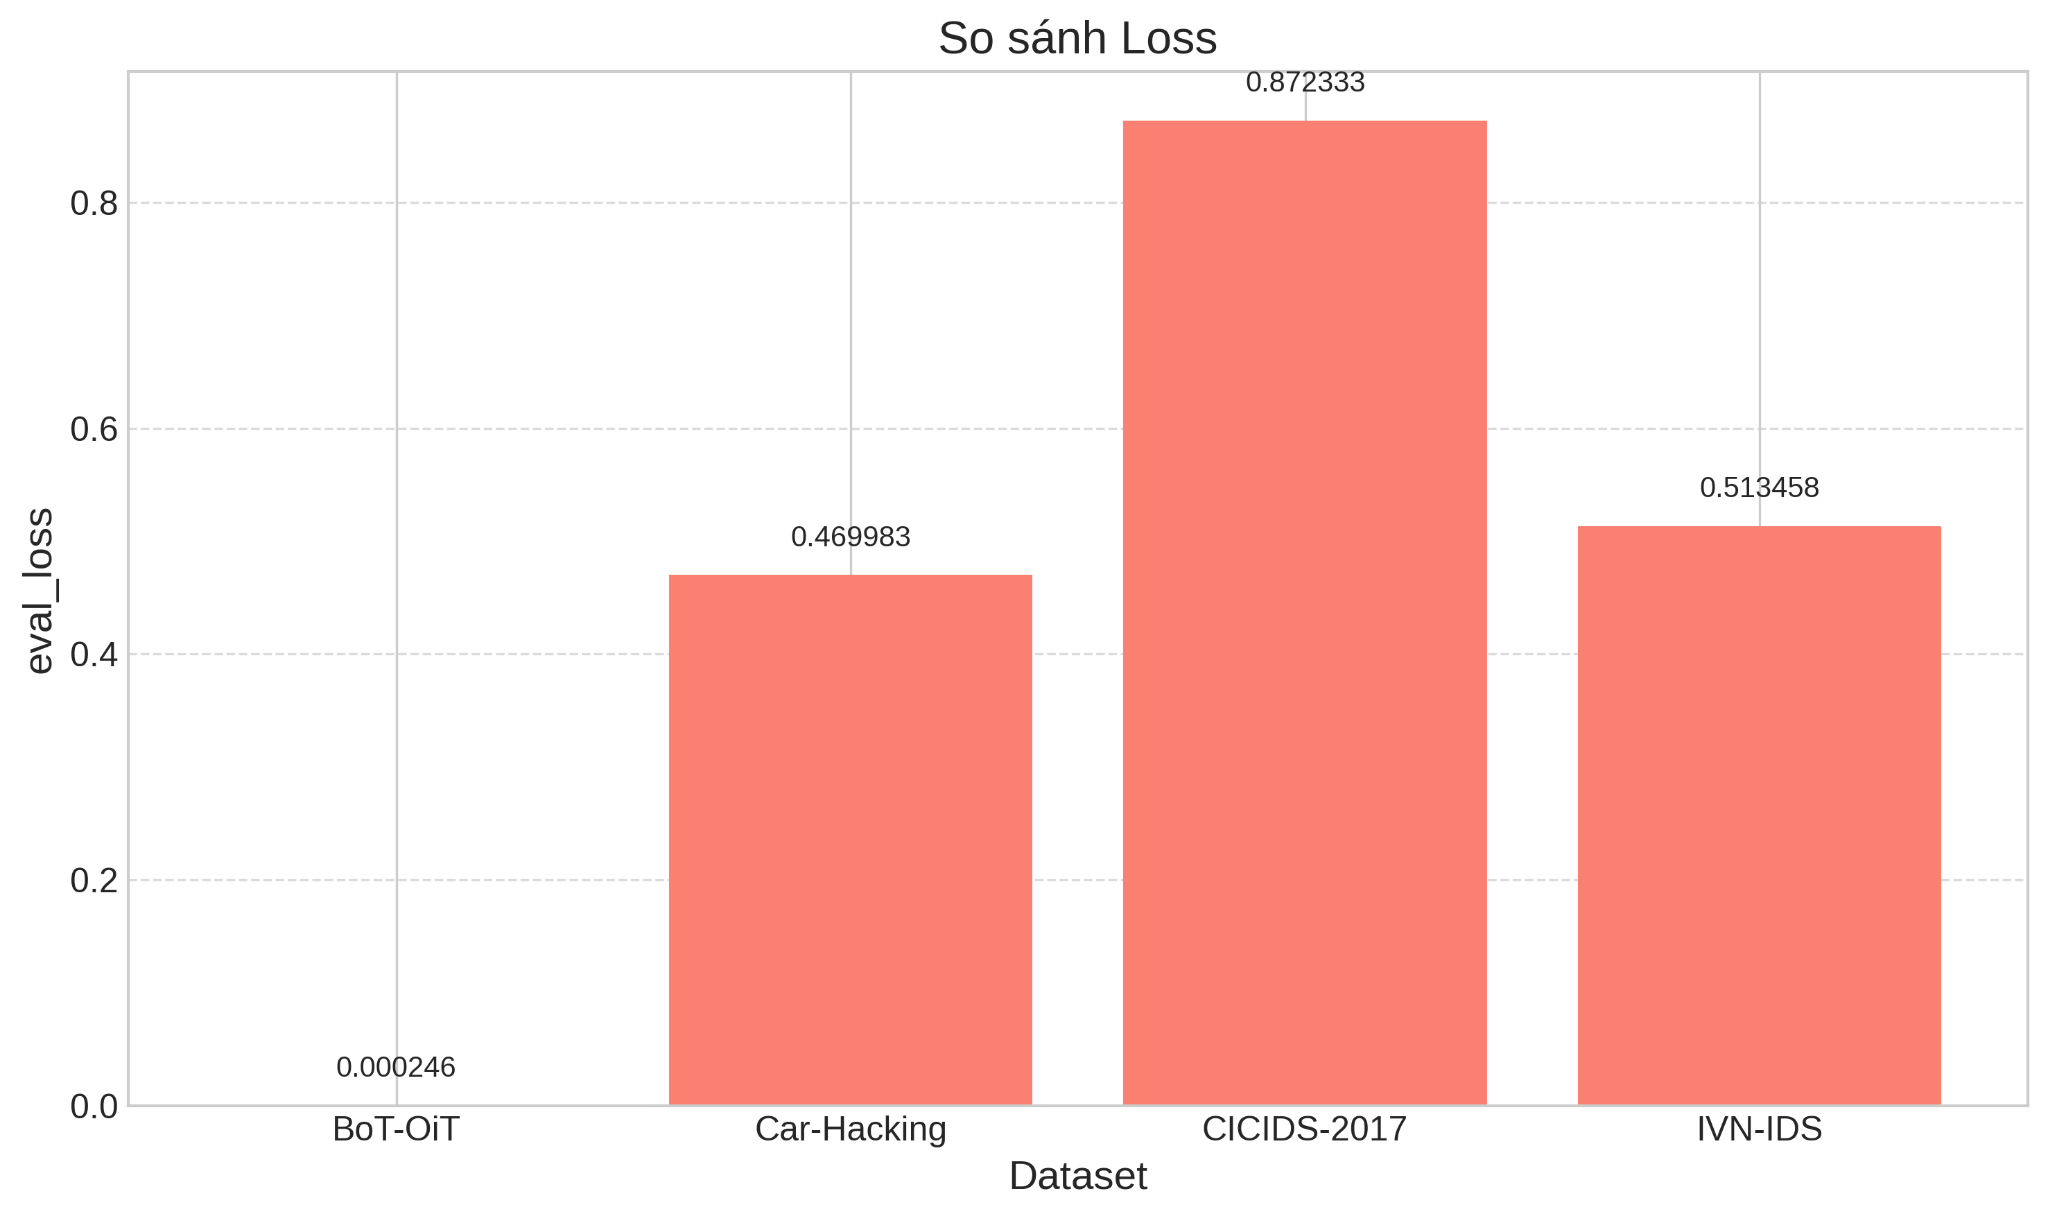 So sánh Loss
0.872333
0.8
0.6
0.513458
0.469983
eval_loss
0.4
0.2
0.000246
0.0
BoT-OiT
Car-Hacking
CICIDS-2017
IVN-IDS
Dataset